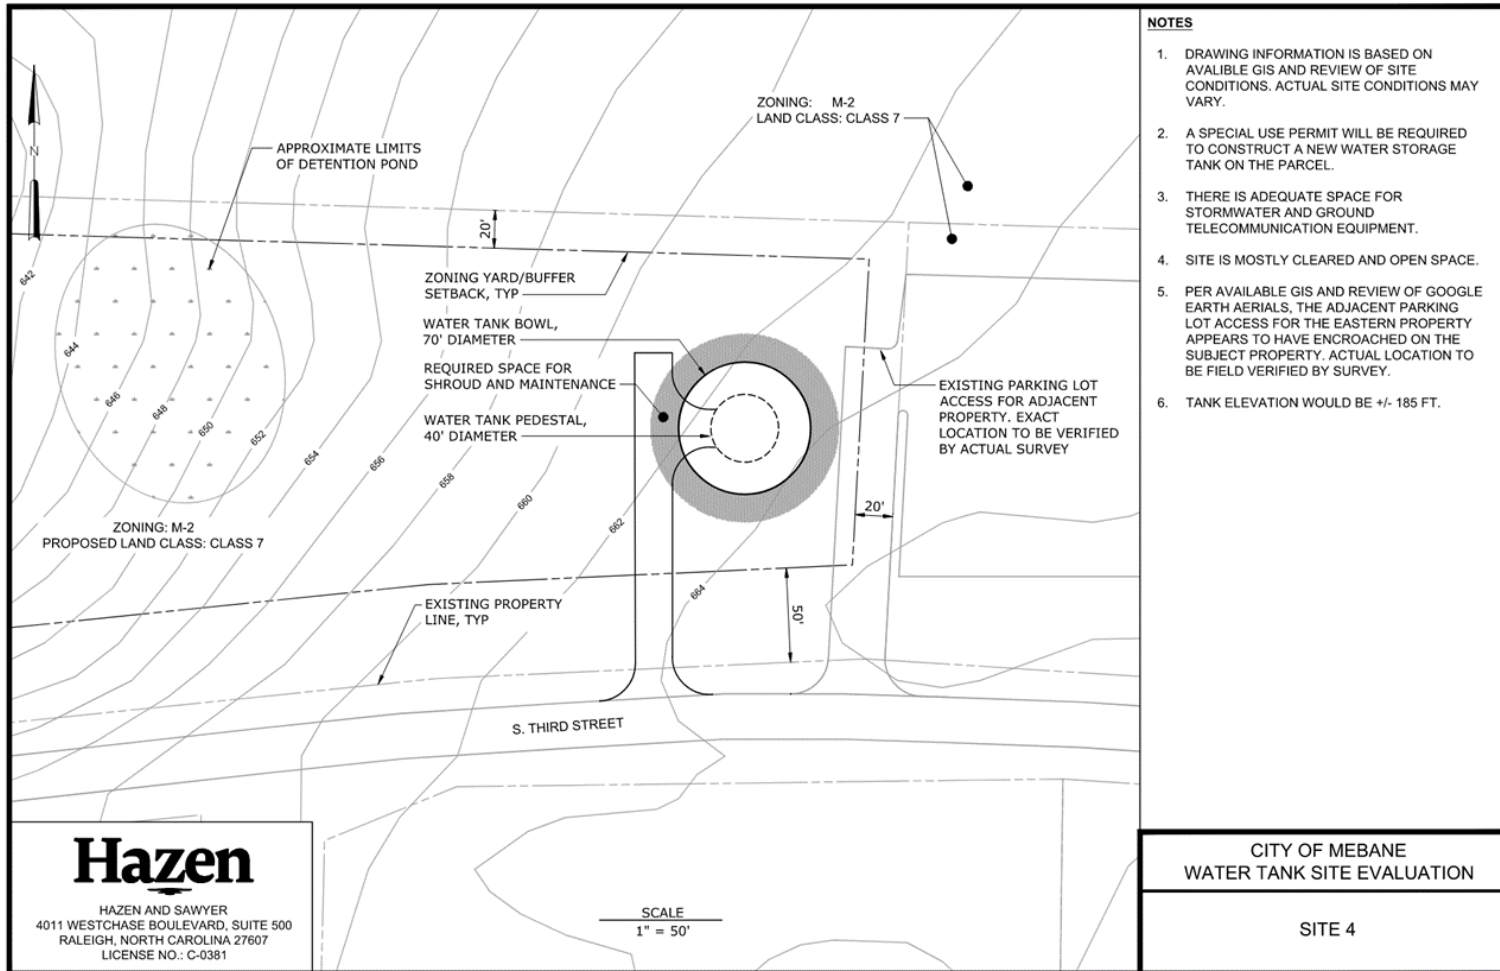 NOTES
1. DRAWING INFORMATION IS BASED ON
AVALIBLE GIS AND REVIEW OF SITE
CONDITIONS. ACTUAL SITE CONDITIONS MAY
VARY.
2. A SPECIAL USE PERMIT WILL BE REQUIRED
TO CONSTRUCT A NEW WATER STORAGE
TANK ON THE PARCEL.
3. THERE IS ADEQUATE SPACE FOR
STORMWATER AND GROUND
TELECOMMUNICATION EQUIPMENT.
4. SITE IS MOSTLY CLEARED AND OPEN SPACE.
5. PER AVAILABLE GIS AND REVIEW OF GOOGLE
EARTH AERIALS, THE ADJACENT PARKING
LOT ACCESS FOR THE EASTERN PROPERTY
APPEARS TO HAVE ENCROACHED ON THE
SUBJECT PROPERTY. ACTUAL LOCATION TO
BE FIELD VERIFIED BY SURVEY.
6. TANK ELEVATION WOULD BE +/- 185 FT.
ZONING: M-2
LAND CLASS: CLASS 7
N
APPROXIMATE LIMITS
OF DETENTION POND
20'
ZONING YARD/BUFFER
SETBACK, TYP
WATER TANK BOWL,
70' DIAMETER
REQUIRED SPACE FOR
SHROUD AND MAINTENANCE
WATER TANK PEDESTAL,
40' DIAMETER
EXISTING PARKING LOT
ACCESS FOR ADJACENT
PROPERTY. EXACT
LOCATION TO BE VERIFIED
BY ACTUAL SURVEY
642
644
646
648
650
652
654
656
658
660
662
664
20'
50'
ZONING: M-2
PROPOSED LAND CLASS: CLASS 7
EXISTING PROPERTY
LINE, TYP
S. THIRD STREET
Hazen
HAZEN AND SAWYER
4011 WESTCHASE BOULEVARD, SUITE 500
RALEIGH, NORTH CAROLINA 27607
LICENSE NO.: C-0381
SCALE
1" = 50'
CITY OF MEBANE
WATER TANK SITE EVALUATION
SITE 4